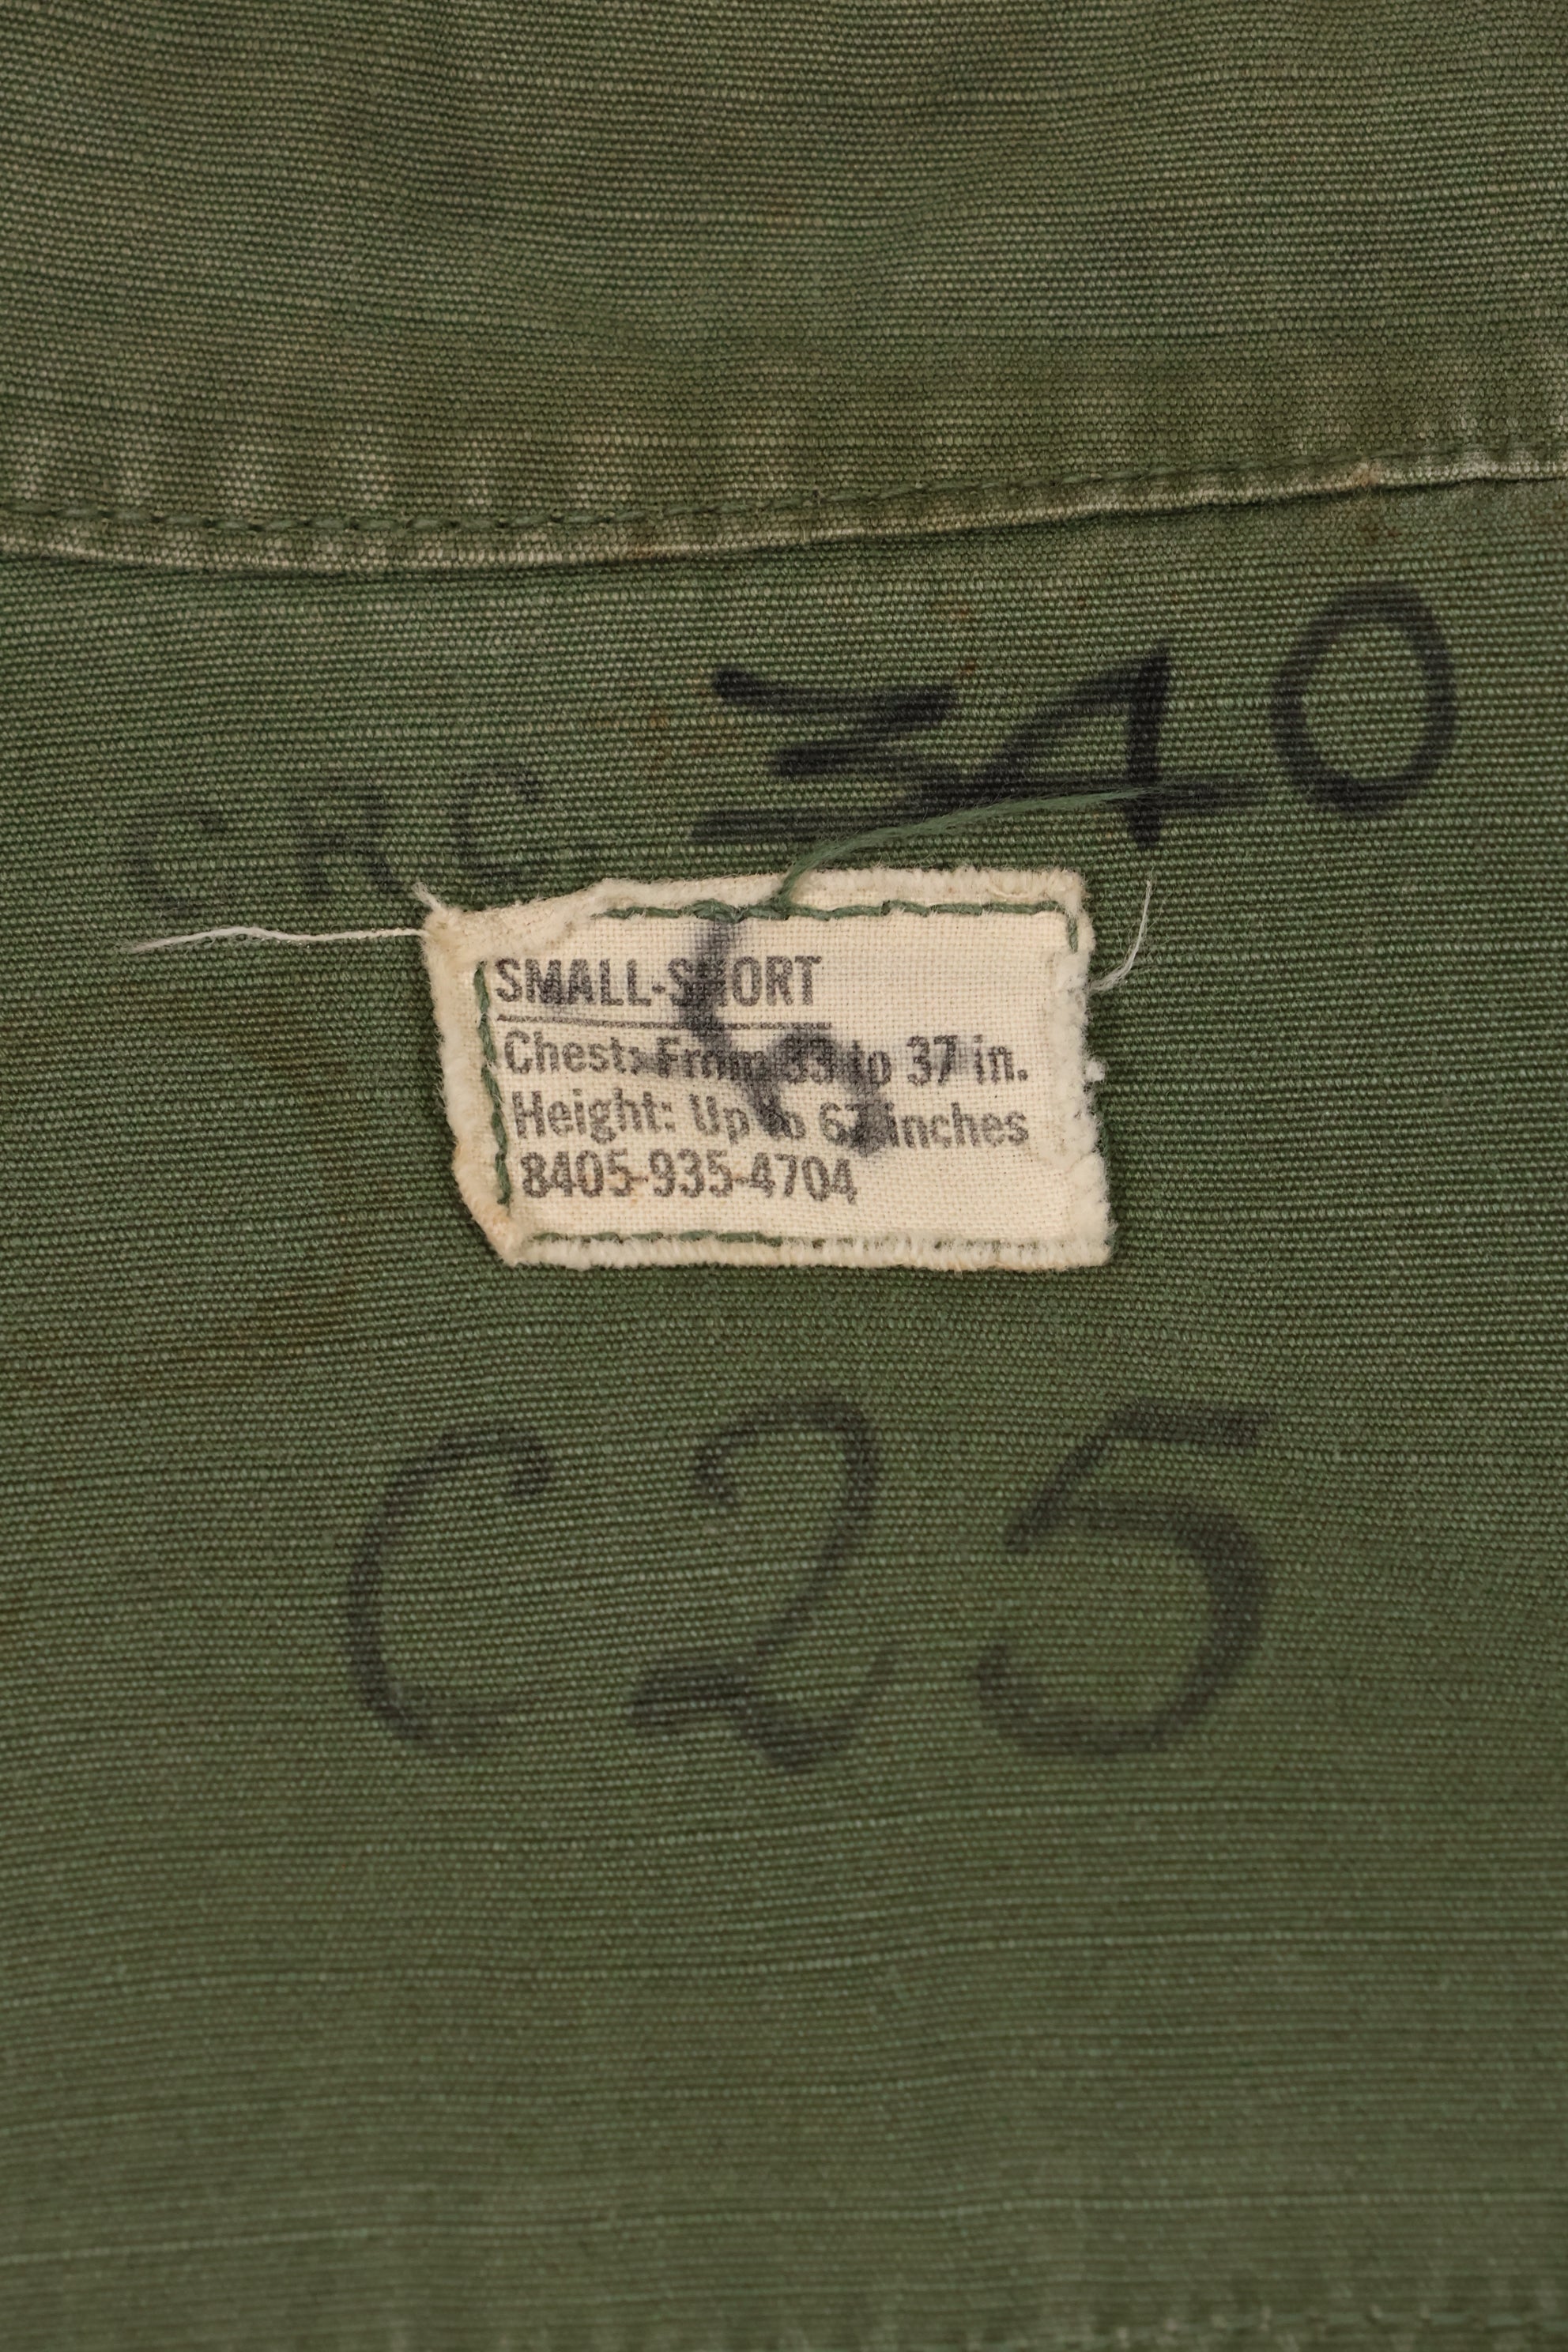 340
SMALL-SHORT
Chest: From 33 to 37 in.
Height: Up to 67 inches
8405-935-4704
C25